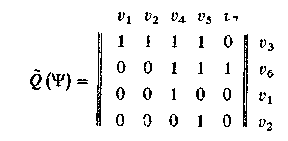 v₁ v₂ v₄ v₅ v₇
1 1 1 1 0 v₃
0 0 1 1 1 v₆
Q̃(Ψ) =
0 0 1 0 0 v₁
0 0 0 1 0 v₂